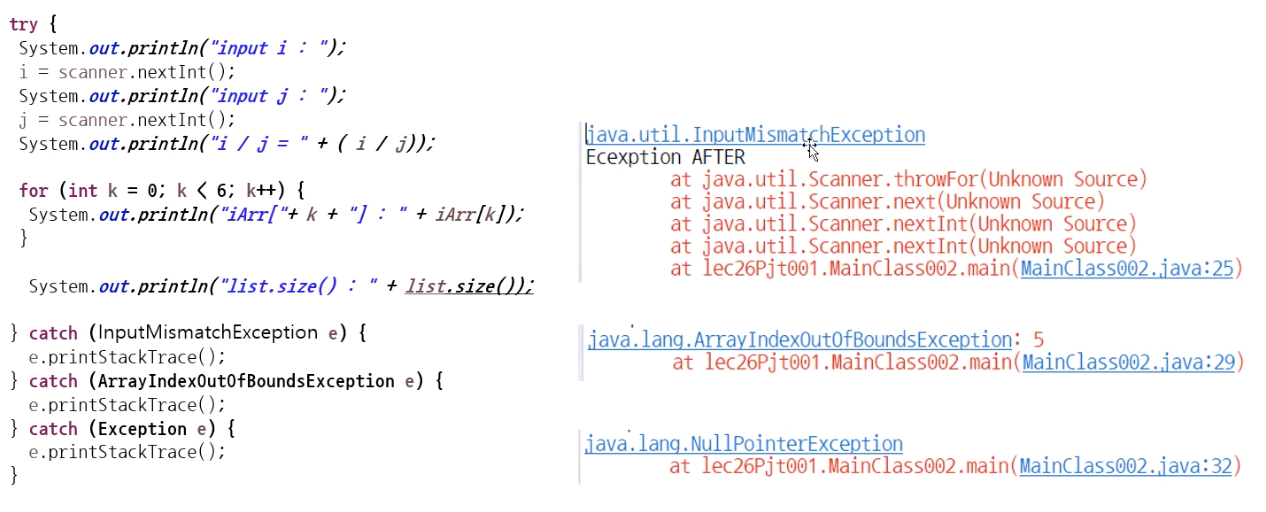 try {
System.out.println("input i : ");
i = scanner.nextInt();
System.out.println("input j : ");
j = scanner.nextInt();
System.out.println("i / j = " + ( i / j));
for (int k = 0; k < 6; k++) {
System.out.println("iArr["+ k + "] : " + iArr[k]);
}
System.out.println("list.size() : " + list.size());
} catch (InputMismatchException e) {
e.printStackTrace();
} catch (ArrayIndexOutOfBoundsException e) {
e.printStackTrace();
} catch (Exception e) {
e.printStackTrace();
}
java.util.InputMismatchException
Ecexption AFTER
at java.util.Scanner.throwFor(Unknown Source)
at java.util.Scanner.next(Unknown Source)
at java.util.Scanner.nextInt(Unknown Source)
at java.util.Scanner.nextInt(Unknown Source)
at lec26Pjt001.MainClass002.main(MainClass002.java:25)
java.lang.ArrayIndexOutOfBoundsException: 5
at lec26Pjt001.MainClass002.main(MainClass002.java:29)
java.lang.NullPointerException
at lec26Pjt001.MainClass002.main(MainClass002.java:32)